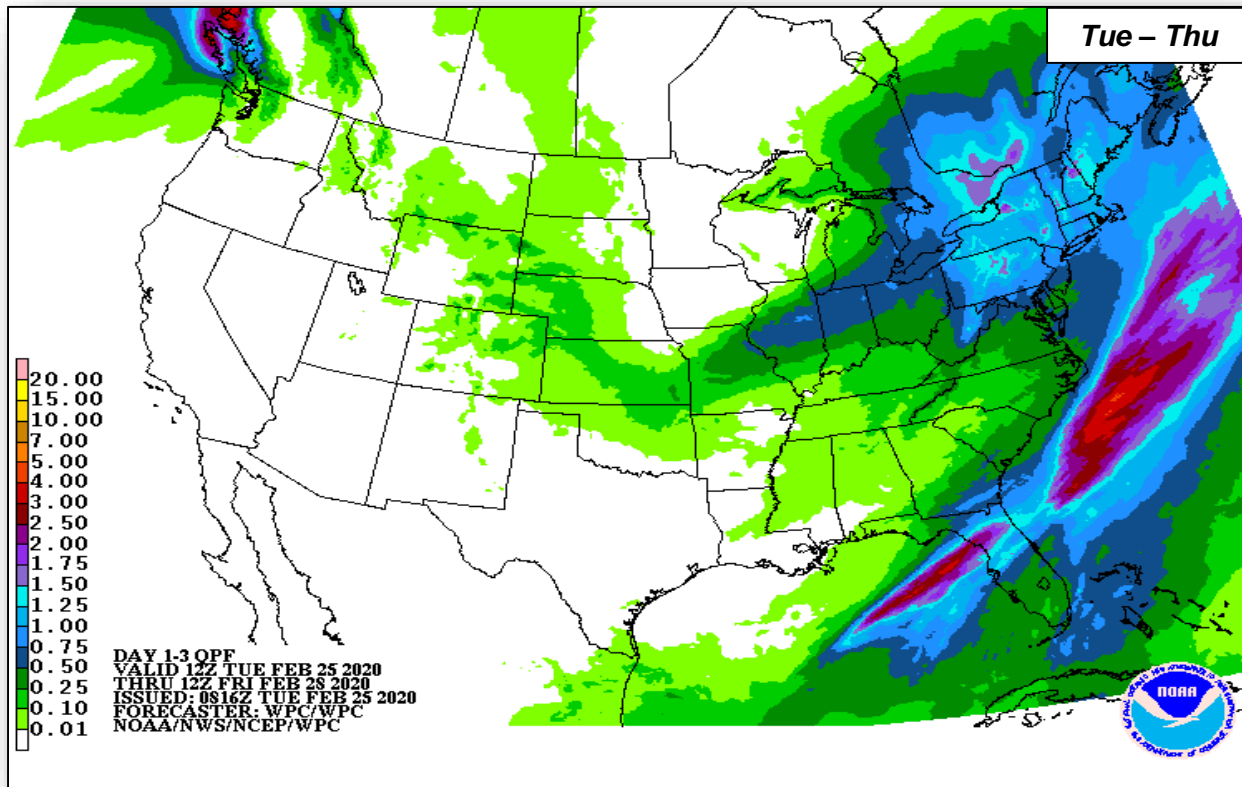 Tue – Thu
20.00
15.00
10.00
7.00
5.00
4.00
3.00
2.50
2.00
1.75
1.50
1.25
1.00
0.75
0.50
0.25
0.10
0.01
DAY 1-3 QPF
VALID 12Z TUE FEB 25 2020
THRU 12Z FRI FEB 28 2020
ISSUED: 0816Z TUE FEB 25 2020
FORECASTER: WPC/WPC
NOAA/NWS/NCEP/WPC
NOAA